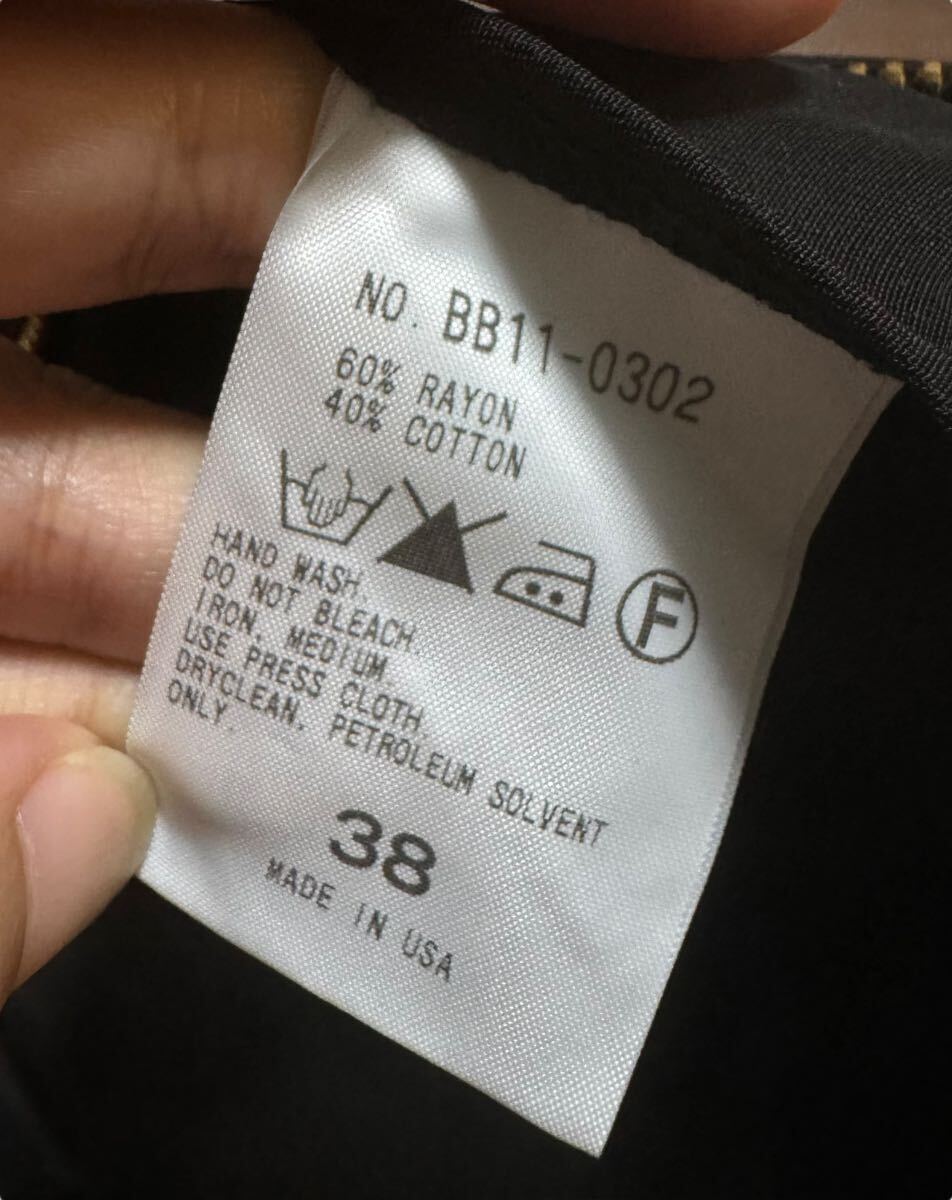 NO. BB11-0302
60% RAYON
40% COTTON
F
HAND WASH.
DO NOT BLEACH
IRON, MEDIUM.
USE PRESS CLOTH.
DRYCLEAN, PETROLEUM SOLVENT
ONLY.
38
MADE IN USA